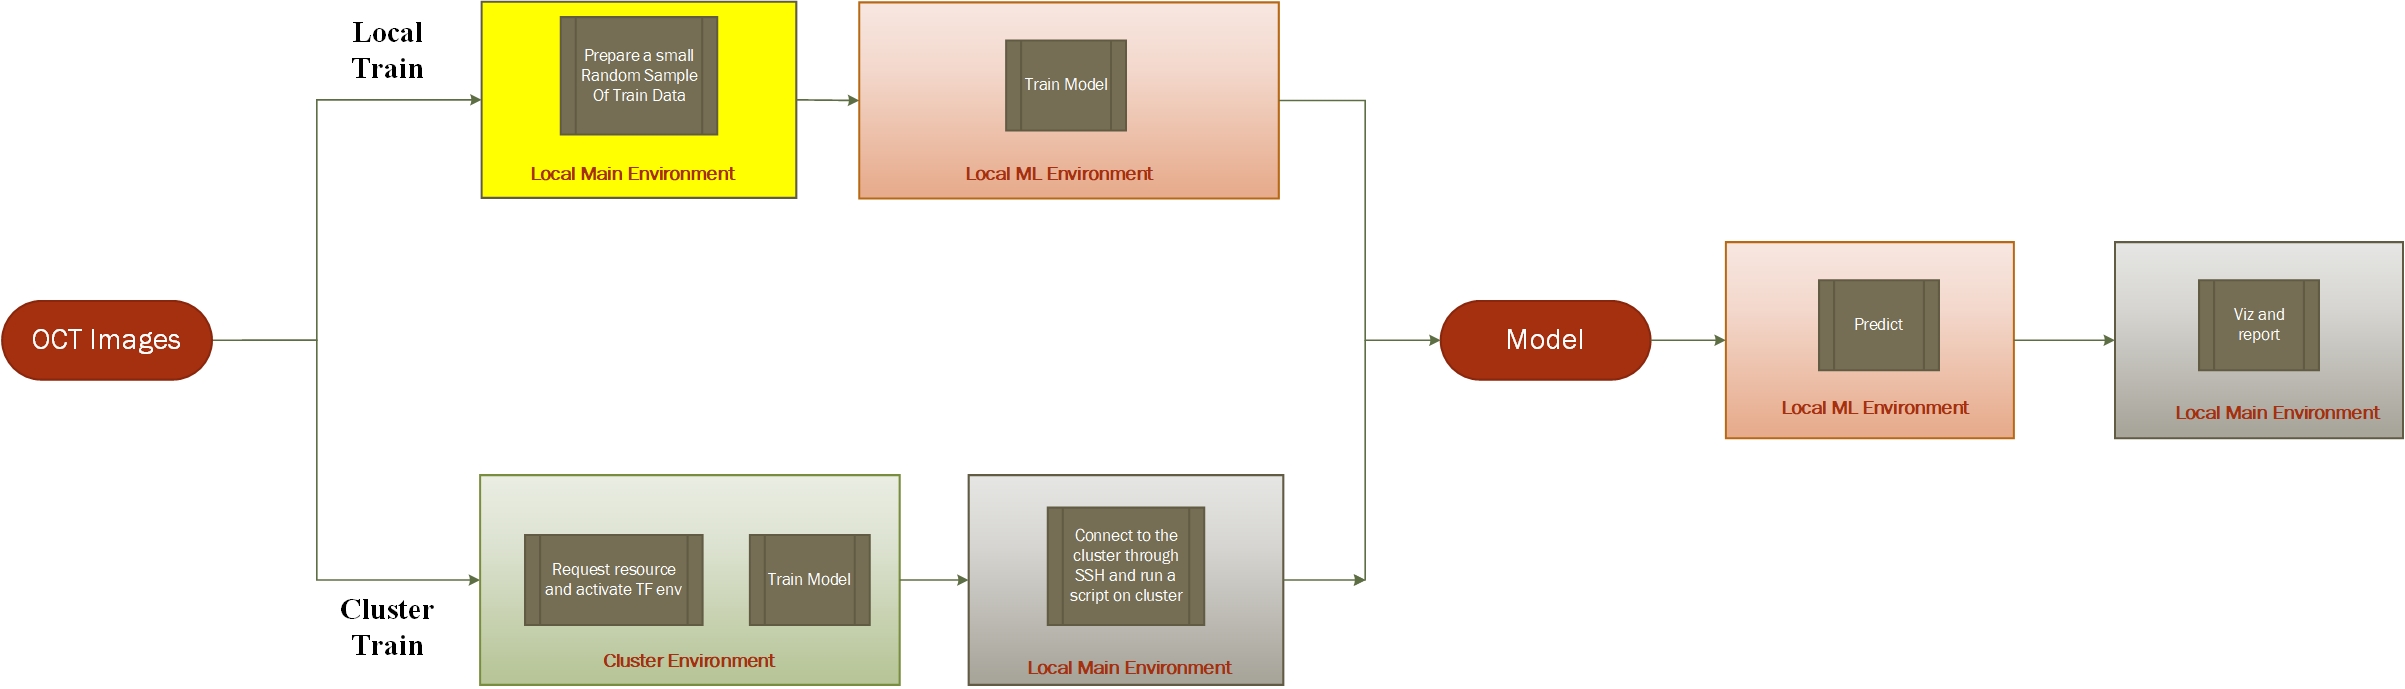 Local
Train
Prepare a small
Random Sample
Of Train Data
Local Main Environment
Train Model
Local ML Environment
OCT Images
Model
Predict
Local ML Environment
Viz and
report
Local Main Environment
Cluster
Train
Request resource
and activate TF env
Train Model
Cluster Environment
Connect to the
cluster through
SSH and run a
script on cluster
Local Main Environment